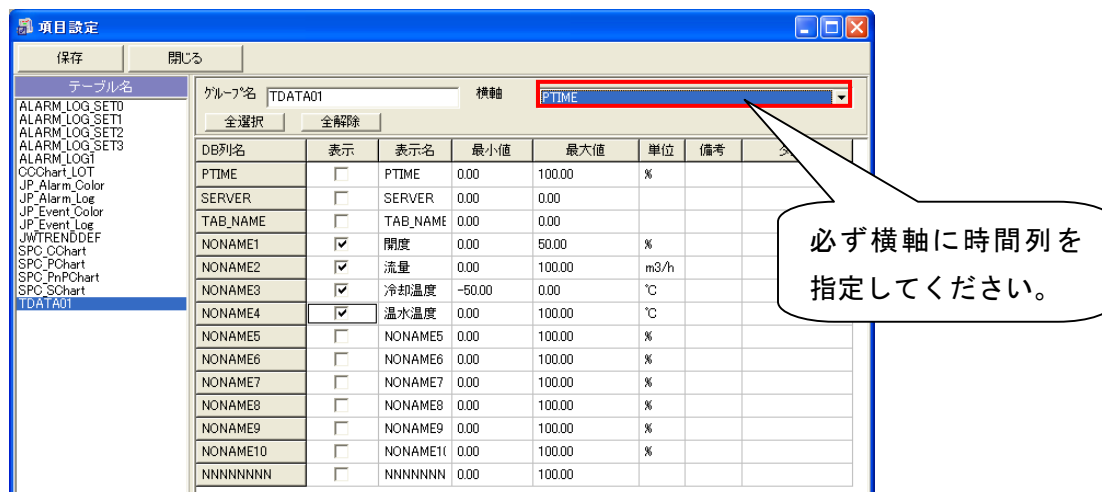 項目設定
保存 閉じる
テーブル名
ALARM_LOG_SET0
ALARM_LOG_SET1
ALARM_LOG_SET2
ALARM_LOG_SET3
ALARM_LOG1
CCChart_LOT
JP_Alarm_Color
JP_Alarm_Log
JP_Event_Color
JP_Event_Log
JWTRENDDEF
SPC_CChart
SPC_PChart
SPC_PnPChart
SPC_SChart
TDATA01
グループ名 TDATA01 横軸 PTIME
全選択 全解除
DB列名 表示 表示名 最小値 最大値 単位 備考
PTIME PTIME 0.00 100.00 %
SERVER SERVER 0.00 0.00
TAB_NAME TAB_NAME 0.00 0.00
NONAME1 開度 0.00 50.00 %
NONAME2 流量 0.00 100.00 m3/h
NONAME3 冷却温度 -50.00 0.00 ℃
NONAME4 温水温度 0.00 100.00 ℃
NONAME5 NONAME5 0.00 100.00 %
NONAME6 NONAME6 0.00 100.00 %
NONAME7 NONAME7 0.00 100.00 %
NONAME8 NONAME8 0.00 100.00 %
NONAME9 NONAME9 0.00 100.00 %
NONAME10 NONAME1( 0.00 100.00 %
NNNNNNNN NNNNNNNN 0.00 100.00
必ず横軸に時間列を
指定してください。